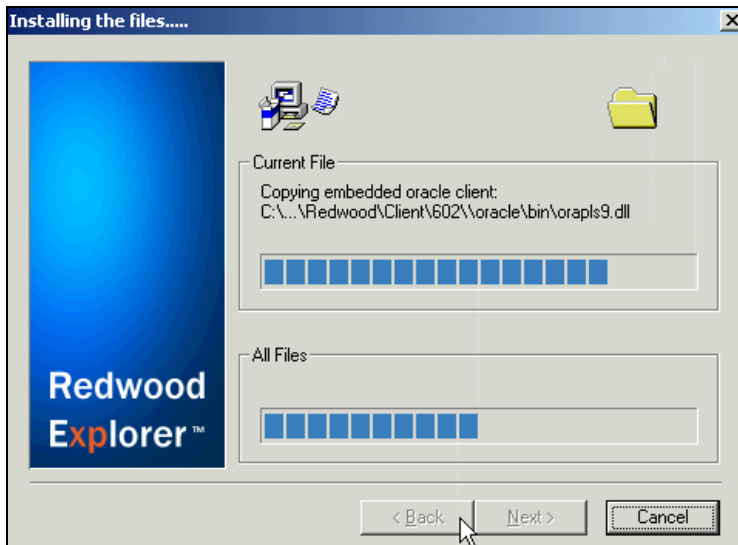 Installing the files.....
Current File
Copying embedded oracle client:
C:\...\Redwood\Client\602\\oracle\bin\orapls9.dll
All Files
Redwood
Explorer™
< Back
Next >
Cancel